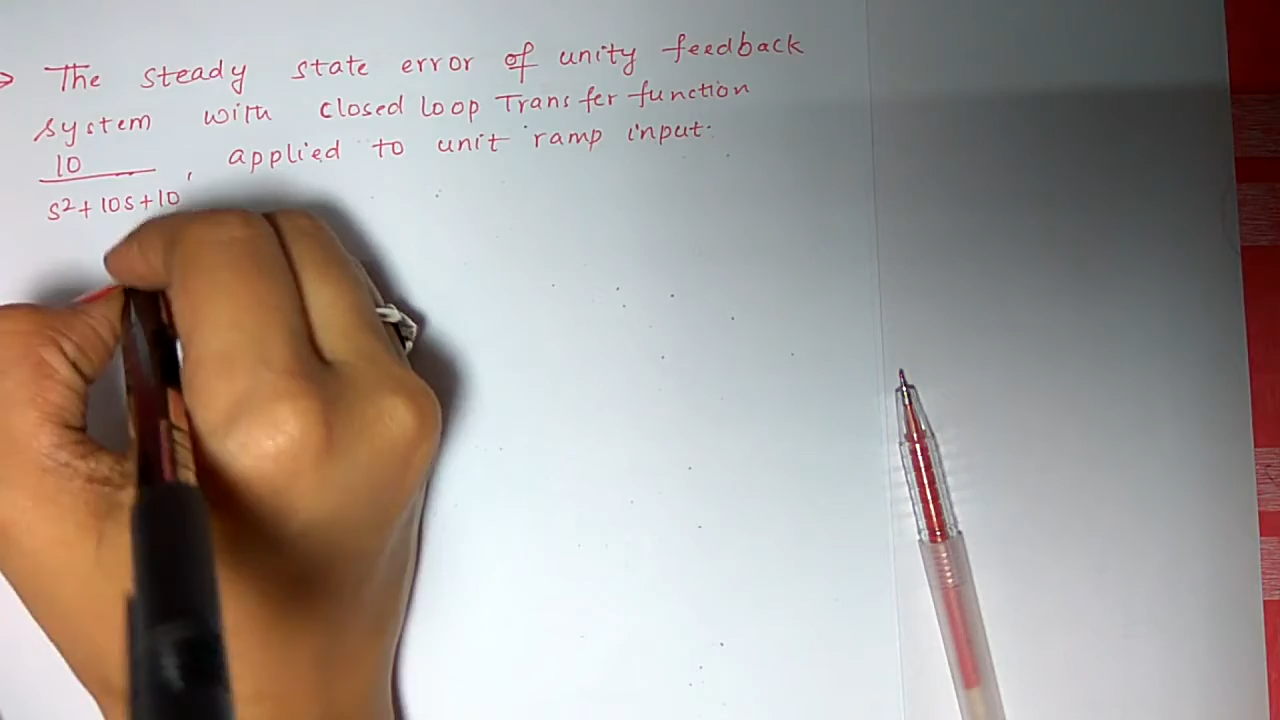 The steady state error of unity feedback
system with closed loop Transfer function
10 , applied to unit ramp input.
s²+10s+10